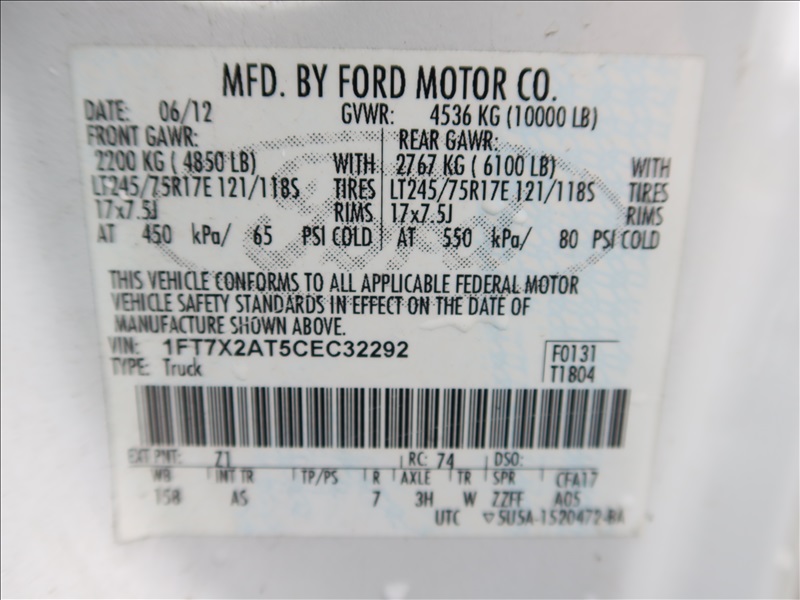 MFD. BY FORD MOTOR CO.
DATE: 06/12 GVWR: 4536 KG (10000 LB)
FRONT GAWR: REAR GAWR:
2200 KG ( 4850 LB) WITH 2767 KG ( 6100 LB) WITH
LT245/75R17E 121/118S TIRES LT245/75R17E 121/118S TIRES
17x7.5J RIMS 17x7.5J RIMS
AT 450 kPa/ 65 PSI COLD AT 550 kPa/ 80 PSI COLD
THIS VEHICLE CONFORMS TO ALL APPLICABLE FEDERAL MOTOR
VEHICLE SAFETY STANDARDS IN EFFECT ON THE DATE OF
MANUFACTURE SHOWN ABOVE.
VIN: 1FT7X2AT5CEC32292 F0131
TYPE: Truck T1804
EXT PNT: Z1 RC: 74 DSO:
WB INT TR TP/PS R AXLE TR SPR CFA17
158 AS 7 3H W ZZFF A05
UTC ▽5U5A-1520472-BA